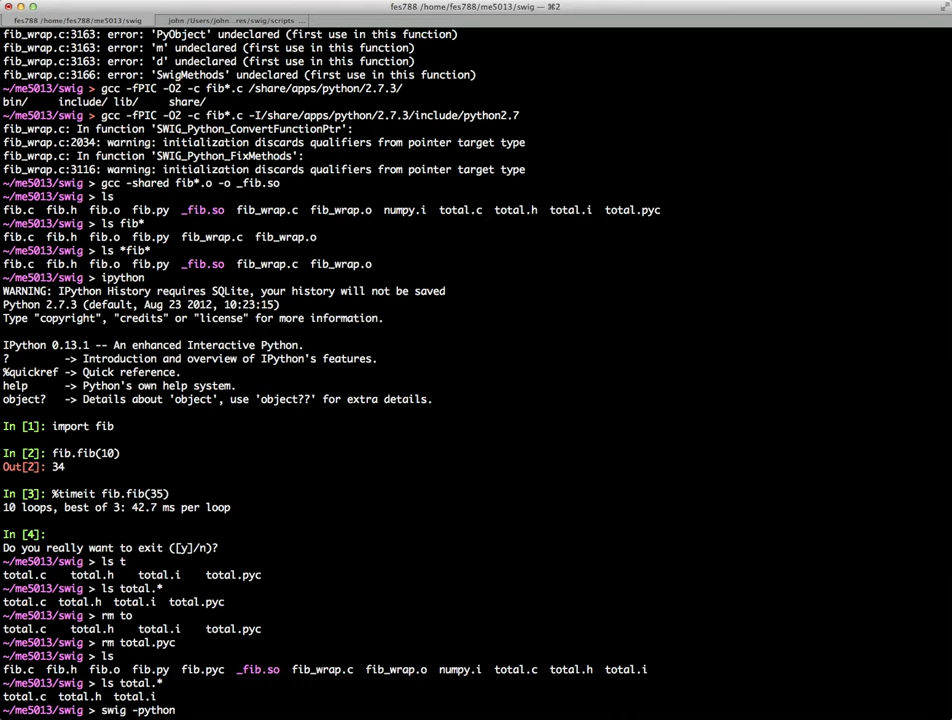 fes788 /home/fes788/me5013/swig — ⌘2
fes788 /home/fes788/me5013/swig
john /Users/john...res/swig/scripts ...
fib_wrap.c:3163: error: 'PyObject' undeclared (first use in this function)
fib_wrap.c:3163: error: 'm' undeclared (first use in this function)
fib_wrap.c:3163: error: 'd' undeclared (first use in this function)
fib_wrap.c:3166: error: 'SwigMethods' undeclared (first use in this function)
~/me5013/swig > gcc -fPIC -O2 -c fib*.c /share/apps/python/2.7.3/
bin/ include/ lib/ share/
~/me5013/swig > gcc -fPIC -O2 -c fib*.c -I/share/apps/python/2.7.3/include/python2.7
fib_wrap.c: In function 'SWIG_Python_ConvertFunctionPtr':
fib_wrap.c:2034: warning: initialization discards qualifiers from pointer target type
fib_wrap.c: In function 'SWIG_Python_FixMethods':
fib_wrap.c:3116: warning: initialization discards qualifiers from pointer target type
~/me5013/swig > gcc -shared fib*.o -o _fib.so
~/me5013/swig > ls
fib.c fib.h fib.o fib.py _fib.so fib_wrap.c fib_wrap.o numpy.i total.c total.h total.i total.pyc
~/me5013/swig > ls fib*
fib.c fib.h fib.o fib.py fib_wrap.c fib_wrap.o
~/me5013/swig > ls *fib*
fib.c fib.h fib.o fib.py _fib.so fib_wrap.c fib_wrap.o
~/me5013/swig > ipython
WARNING: IPython History requires SQLite, your history will not be saved
Python 2.7.3 (default, Aug 23 2012, 10:23:15)
Type "copyright", "credits" or "license" for more information.
IPython 0.13.1 -- An enhanced Interactive Python.
? -> Introduction and overview of IPython's features.
%quickref -> Quick reference.
help -> Python's own help system.
object? -> Details about 'object', use 'object??' for extra details.
In [1]: import fib
In [2]: fib.fib(10)
Out[2]: 34
In [3]: %timeit fib.fib(35)
10 loops, best of 3: 42.7 ms per loop
In [4]:
Do you really want to exit ([y]/n)?
~/me5013/swig > ls t
total.c total.h total.i total.pyc
~/me5013/swig > ls total.*
total.c total.h total.i total.pyc
~/me5013/swig > rm to
total.c total.h total.i total.pyc
~/me5013/swig > rm total.pyc
~/me5013/swig > ls
fib.c fib.h fib.o fib.py fib.pyc _fib.so fib_wrap.c fib_wrap.o numpy.i total.c total.h total.i
~/me5013/swig > ls total.*
total.c total.h total.i
~/me5013/swig > swig -python